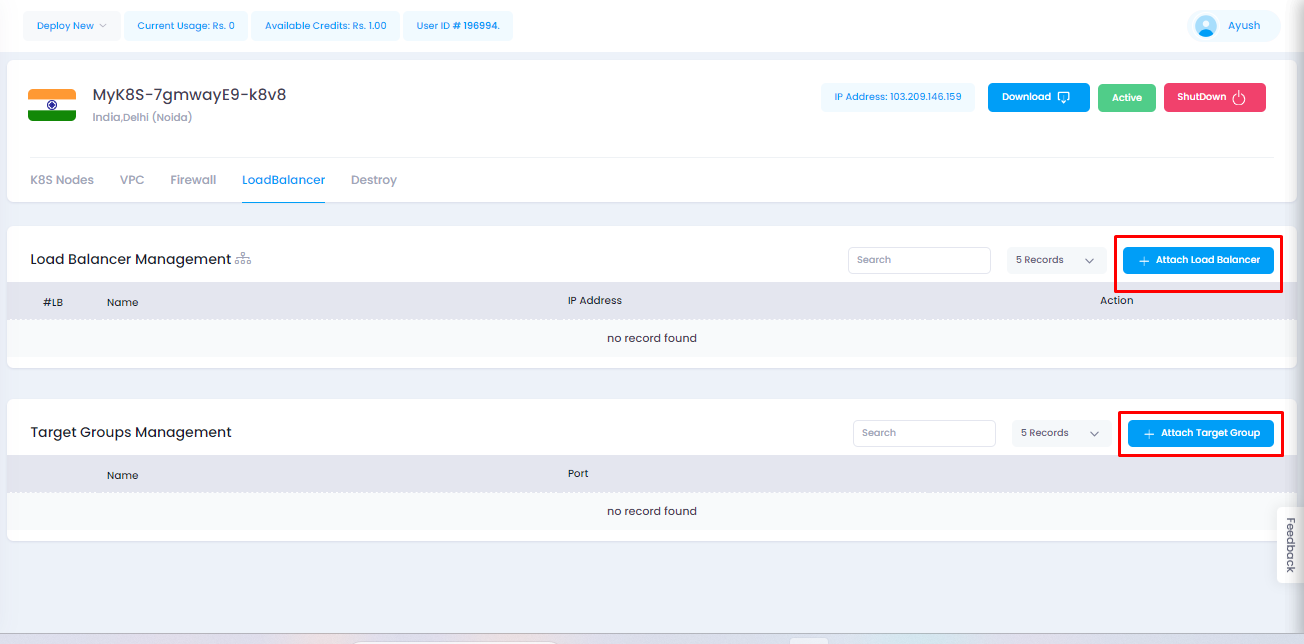 Deploy New
Current Usage: Rs. 0
Available Credits: Rs. 1.00
User ID # 196994.
Ayush
MyK8S-7gmwayE9-k8v8
India,Delhi (Noida)
IP Address: 103.209.146.159
Download
Active
ShutDown
K8S Nodes
VPC
Firewall
LoadBalancer
Destroy
Load Balancer Management
Search
5 Records
+ Attach Load Balancer
#LB
Name
IP Address
Action
no record found
Target Groups Management
Search
5 Records
+ Attach Target Group
Name
Port
no record found
Feedback